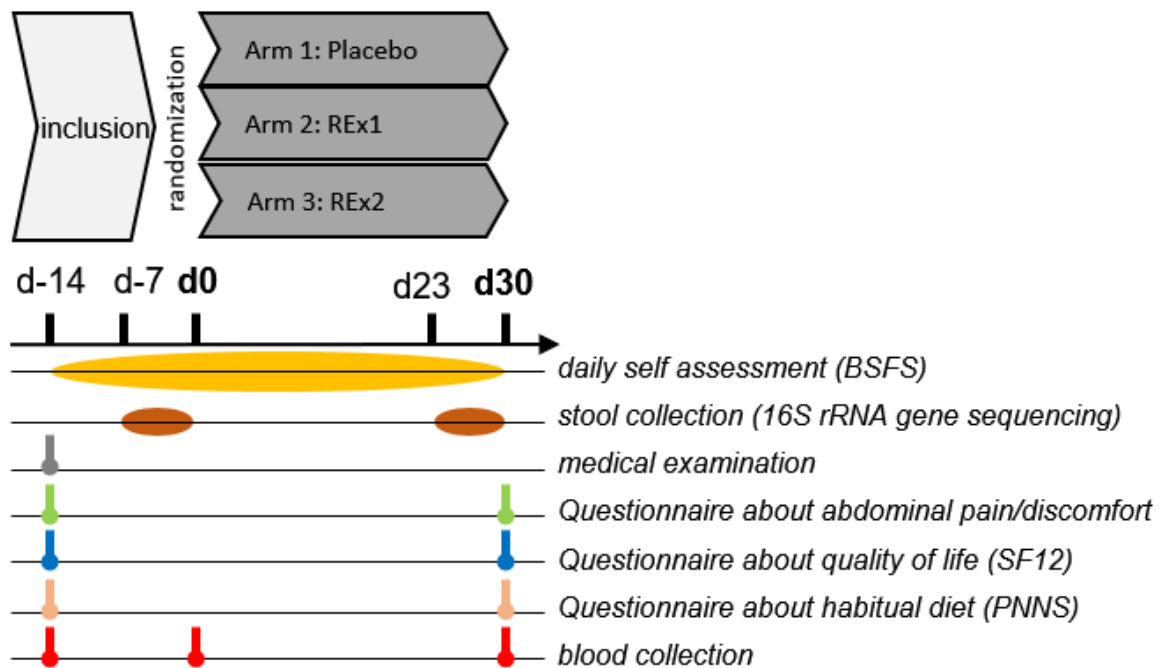 inclusion
randomization
Arm 1: Placebo
Arm 2: REx1
Arm 3: REx2
d-14 d-7 d0 d23 d30
daily self assessment (BSFS)
stool collection (16S rRNA gene sequencing)
medical examination
Questionnaire about abdominal pain/discomfort
Questionnaire about quality of life (SF12)
Questionnaire about habitual diet (PNNS)
blood collection